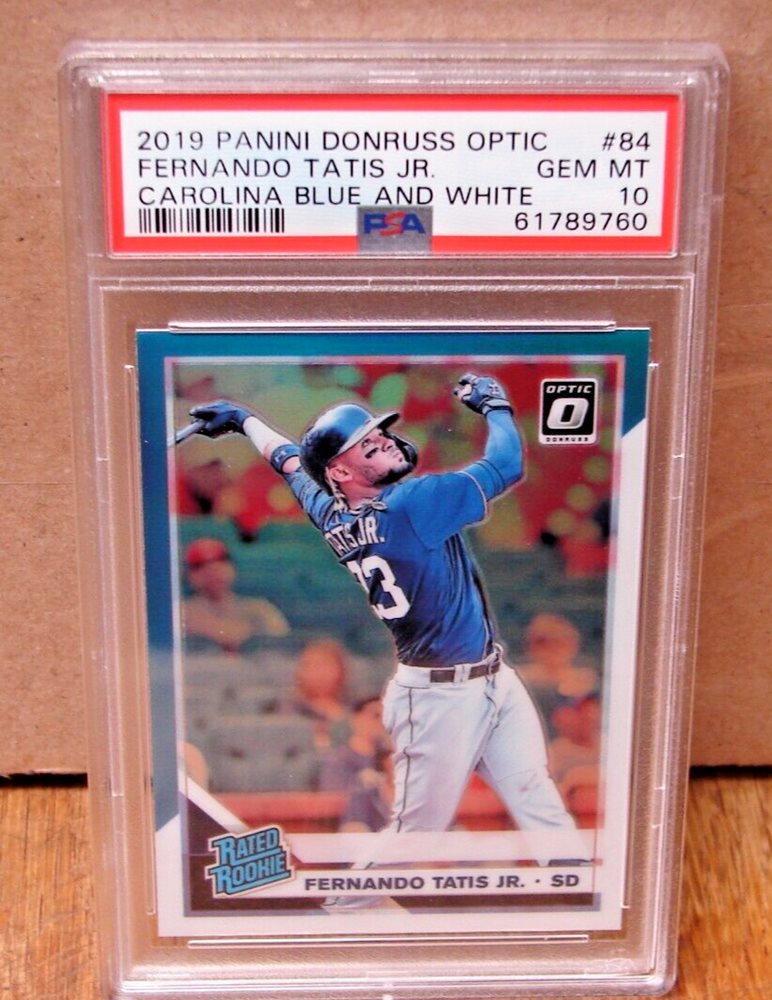 2019 PANINI DONRUSS OPTIC #84
FERNANDO TATIS JR. GEM MT
CAROLINA BLUE AND WHITE 10
PSA 61789760
OPTIC
O
DONRUSS
TATIS JR.
23
RATED
ROOKIE
FERNANDO TATIS JR. • SD